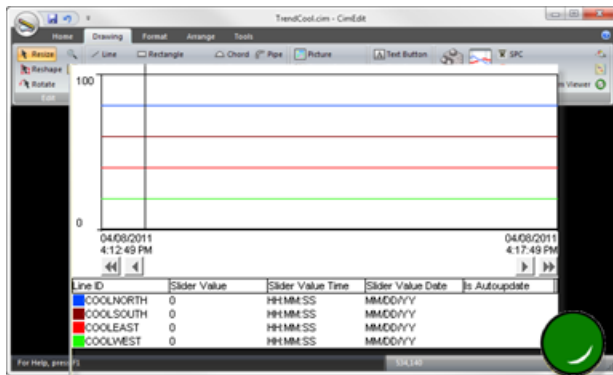 TrendCool.cim - CimEdit
Home Drawing Format Arrange Tools
Resize Line Rectangle Chord Pipe Picture Text Button SPC
Reshape
Rotate Viewer
Edit
100
0
04/08/2011 04/08/2011
4:12:49 PM 4:17:49 PM
Line ID Slider Value Slider Value Time Slider Value Date Is Autoupdate
COOLNORTH 0 HH:MM:SS MM/DD/YY
COOLSOUTH 0 HH:MM:SS MM/DD/YY
COOLEAST 0 HH:MM:SS MM/DD/YY
COOLWEST 0 HH:MM:SS MM/DD/YY
For Help, press F1 534,140